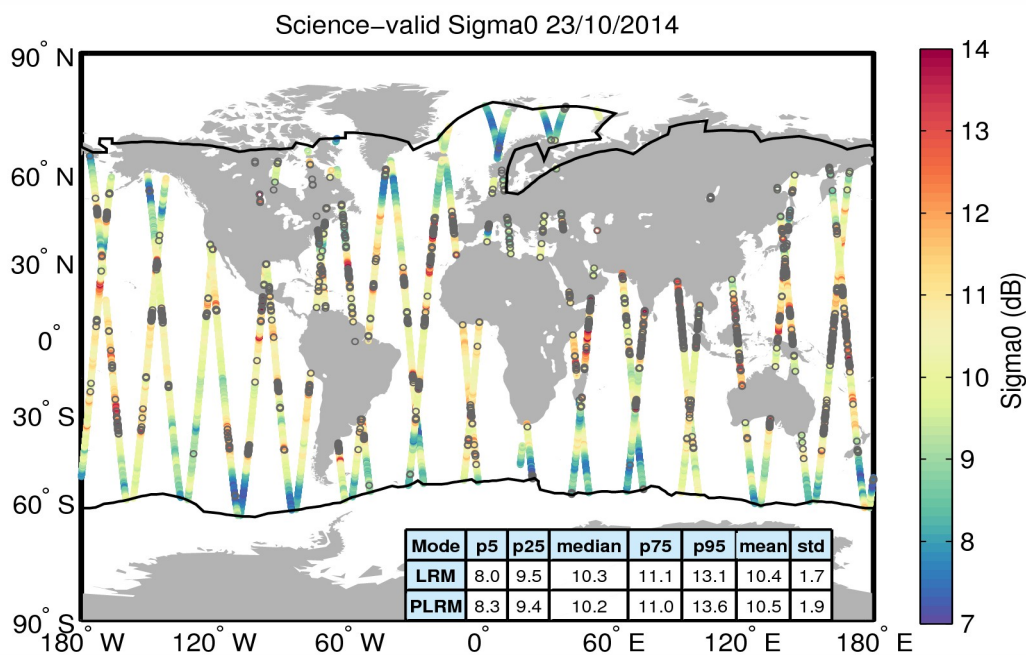 Science-valid Sigma0 23/10/2014
90° N
60° N
30° N
0°
30° S
60° S
90° S
180° W
120° W
60° W
0°
60° E
120° E
180° E
14
13
12
11
10
9
8
7
Sigma0 (dB)
Mode p5 p25 median p75 p95 mean std
LRM 8.0 9.5 10.3 11.1 13.1 10.4 1.7
PLRM 8.3 9.4 10.2 11.0 13.6 10.5 1.9